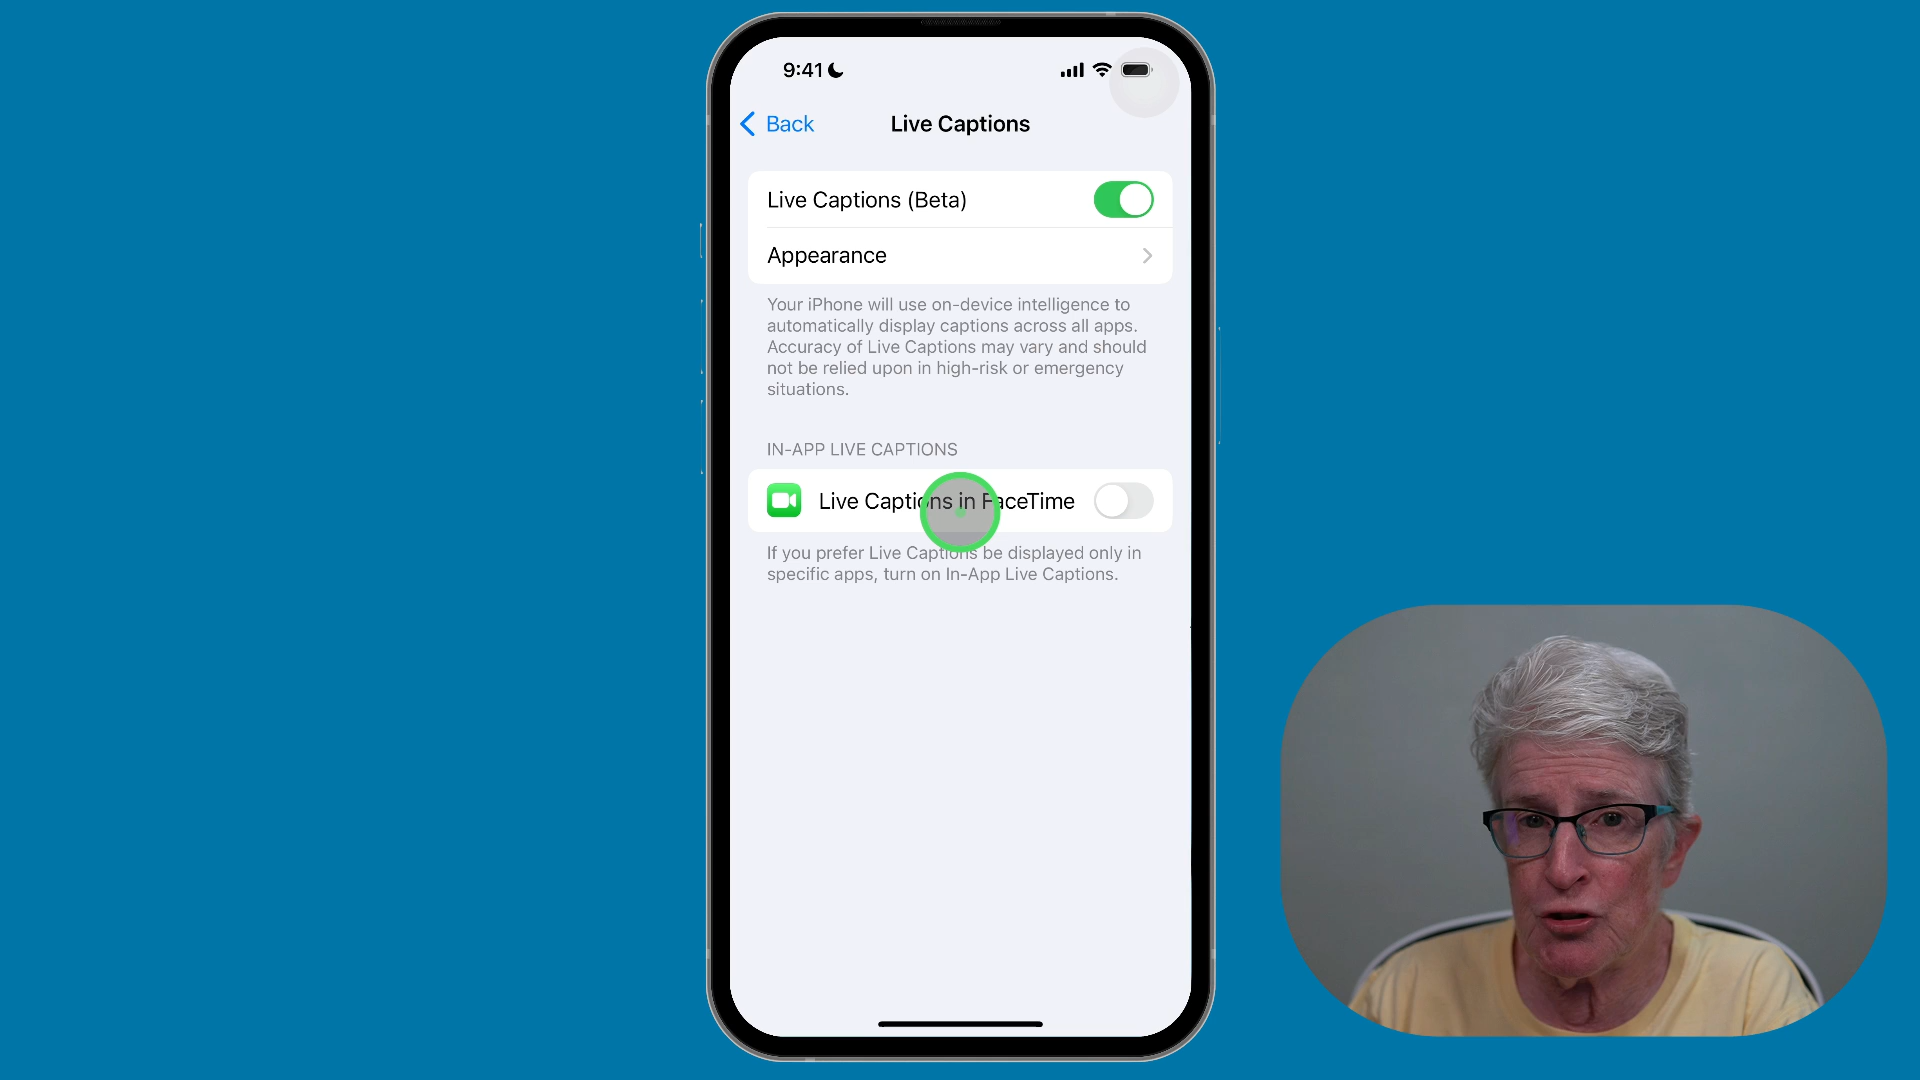 9:41
Back
Live Captions
Live Captions (Beta)
Appearance
Your iPhone will use on-device intelligence to
automatically display captions across all apps.
Accuracy of Live Captions may vary and should
not be relied upon in high-risk or emergency
situations.
IN-APP LIVE CAPTIONS
Live Captions in FaceTime
If you prefer Live Captions be displayed only in
specific apps, turn on In-App Live Captions.